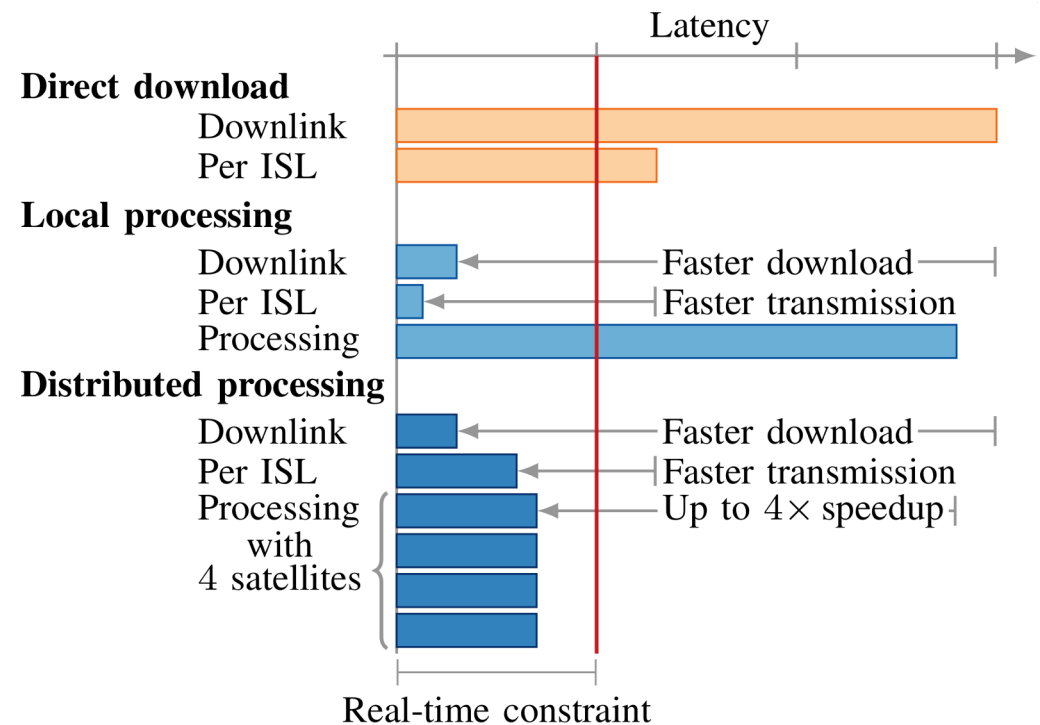 Latency
Direct download
Downlink
Per ISL
Local processing
Downlink
Faster download
Per ISL
Faster transmission
Processing
Distributed processing
Downlink
Faster download
Per ISL
Faster transmission
Processing
Up to 4× speedup
with
4 satellites
Real-time constraint